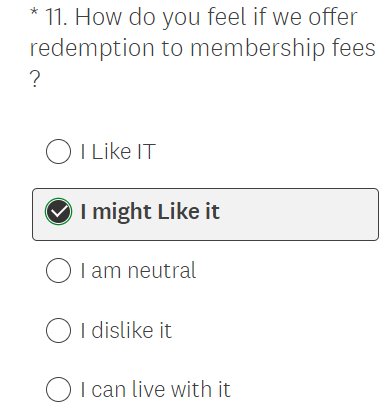 * 11. How do you feel if we offer
redemption to membership fees
?
I Like IT
I might Like it
I am neutral
I dislike it
I can live with it